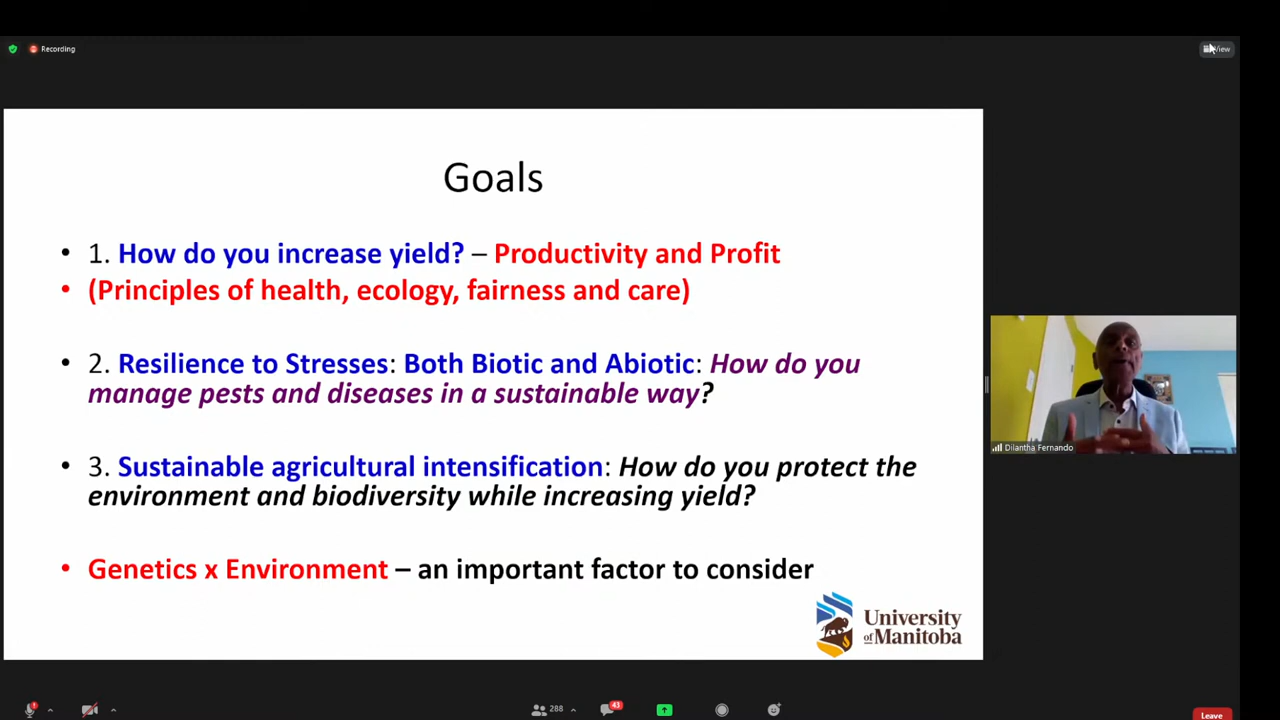 Recording
View
Goals
• 1. How do you increase yield? – Productivity and Profit
• (Principles of health, ecology, fairness and care)
• 2. Resilience to Stresses: Both Biotic and Abiotic: How do you
manage pests and diseases in a sustainable way?
• 3. Sustainable agricultural intensification: How do you protect the
environment and biodiversity while increasing yield?
• Genetics x Environment – an important factor to consider
University
of Manitoba
Dilantha Fernando
288
43
Leave